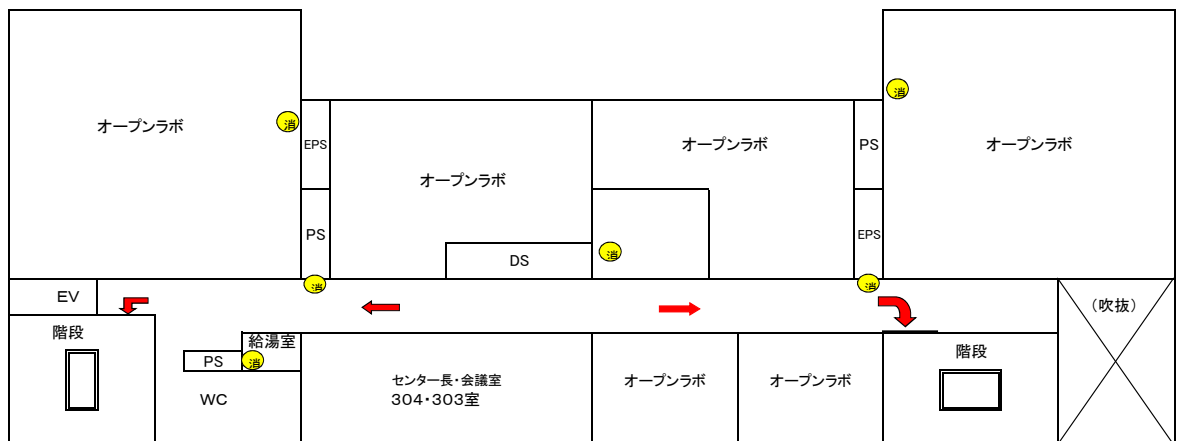 オープンラボ
消
EPS
PS
オープンラボ
DS
消
オープンラボ
PS
EPS
消
オープンラボ
消
消
EV
階段
給湯室
PS
消
WC
センター長・会議室
304・303室
オープンラボ
オープンラボ
階段
（吹抜）